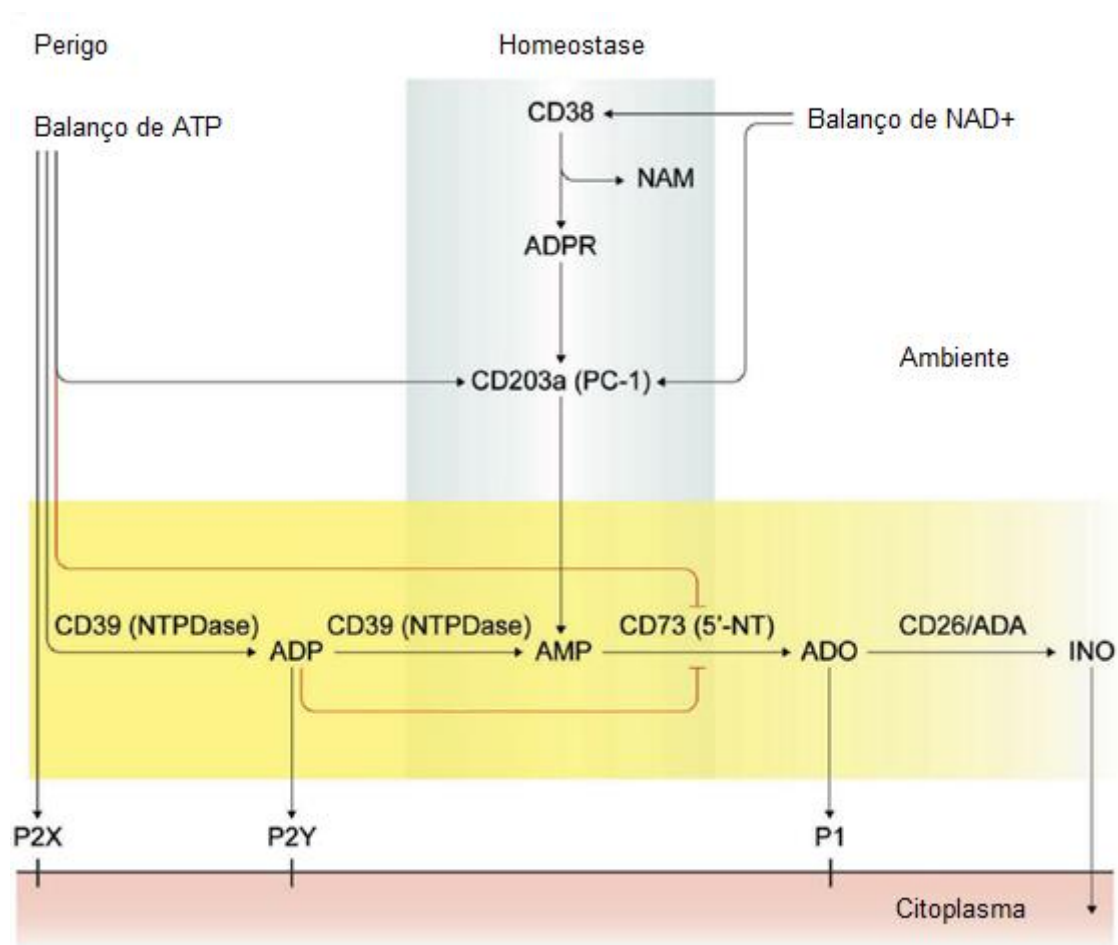 Perigo
Homeostase
Balanço de ATP
CD38
Balanço de NAD+
NAM
ADPR
Ambiente
CD203a (PC-1)
CD39 (NTPDase)
CD39 (NTPDase)
CD73 (5'-NT)
CD26/ADA
ADP
AMP
ADO
INO
P2X
P2Y
P1
Citoplasma